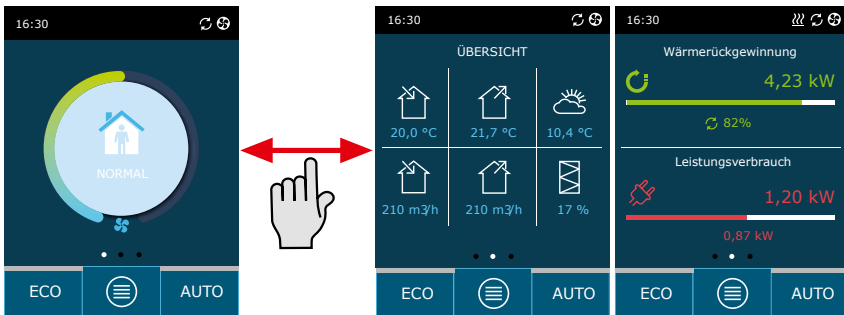 16:30
NORMAL
ECO
AUTO
16:30
ÜBERSICHT
20,0 °C
21,7 °C
10,4 °C
210 m3/h
210 m3/h
17 %
ECO
AUTO
16:30
Wärmerückgewinnung
4,23 kW
82%
Leistungsverbrauch
1,20 kW
0,87 kW
ECO
AUTO